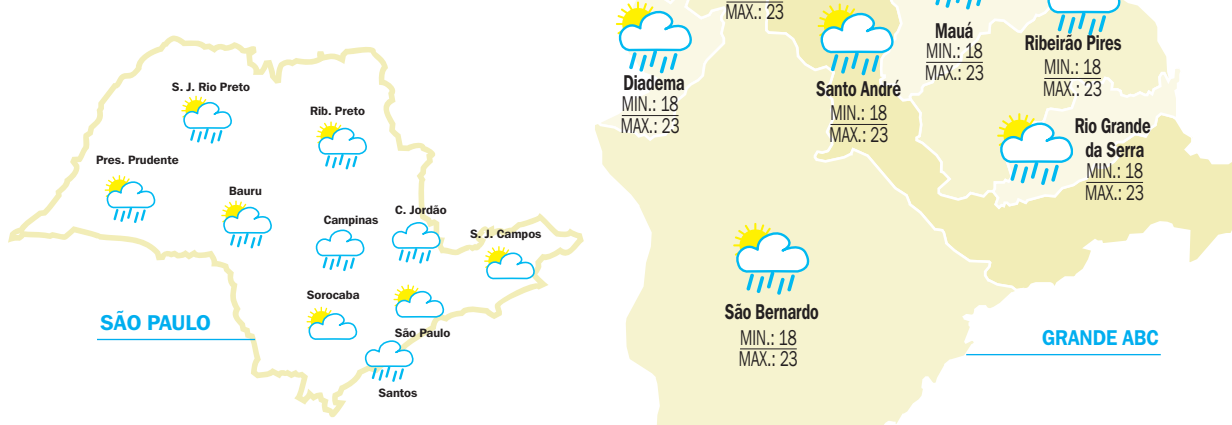 S. J. Rio Preto
Rib. Preto
Pres. Prudente
Bauru
Campinas
C. Jordão
S. J. Campos
Sorocaba
São Paulo
Santos
SÃO PAULO
MAX.: 23
Diadema
MIN.: 18
MAX.: 23
Santo André
MIN.: 18
MAX.: 23
Mauá
MIN.: 18
MAX.: 23
Ribeirão Pires
MIN.: 18
MAX.: 23
Rio Grande
da Serra
MIN.: 18
MAX.: 23
São Bernardo
MIN.: 18
MAX.: 23
GRANDE ABC